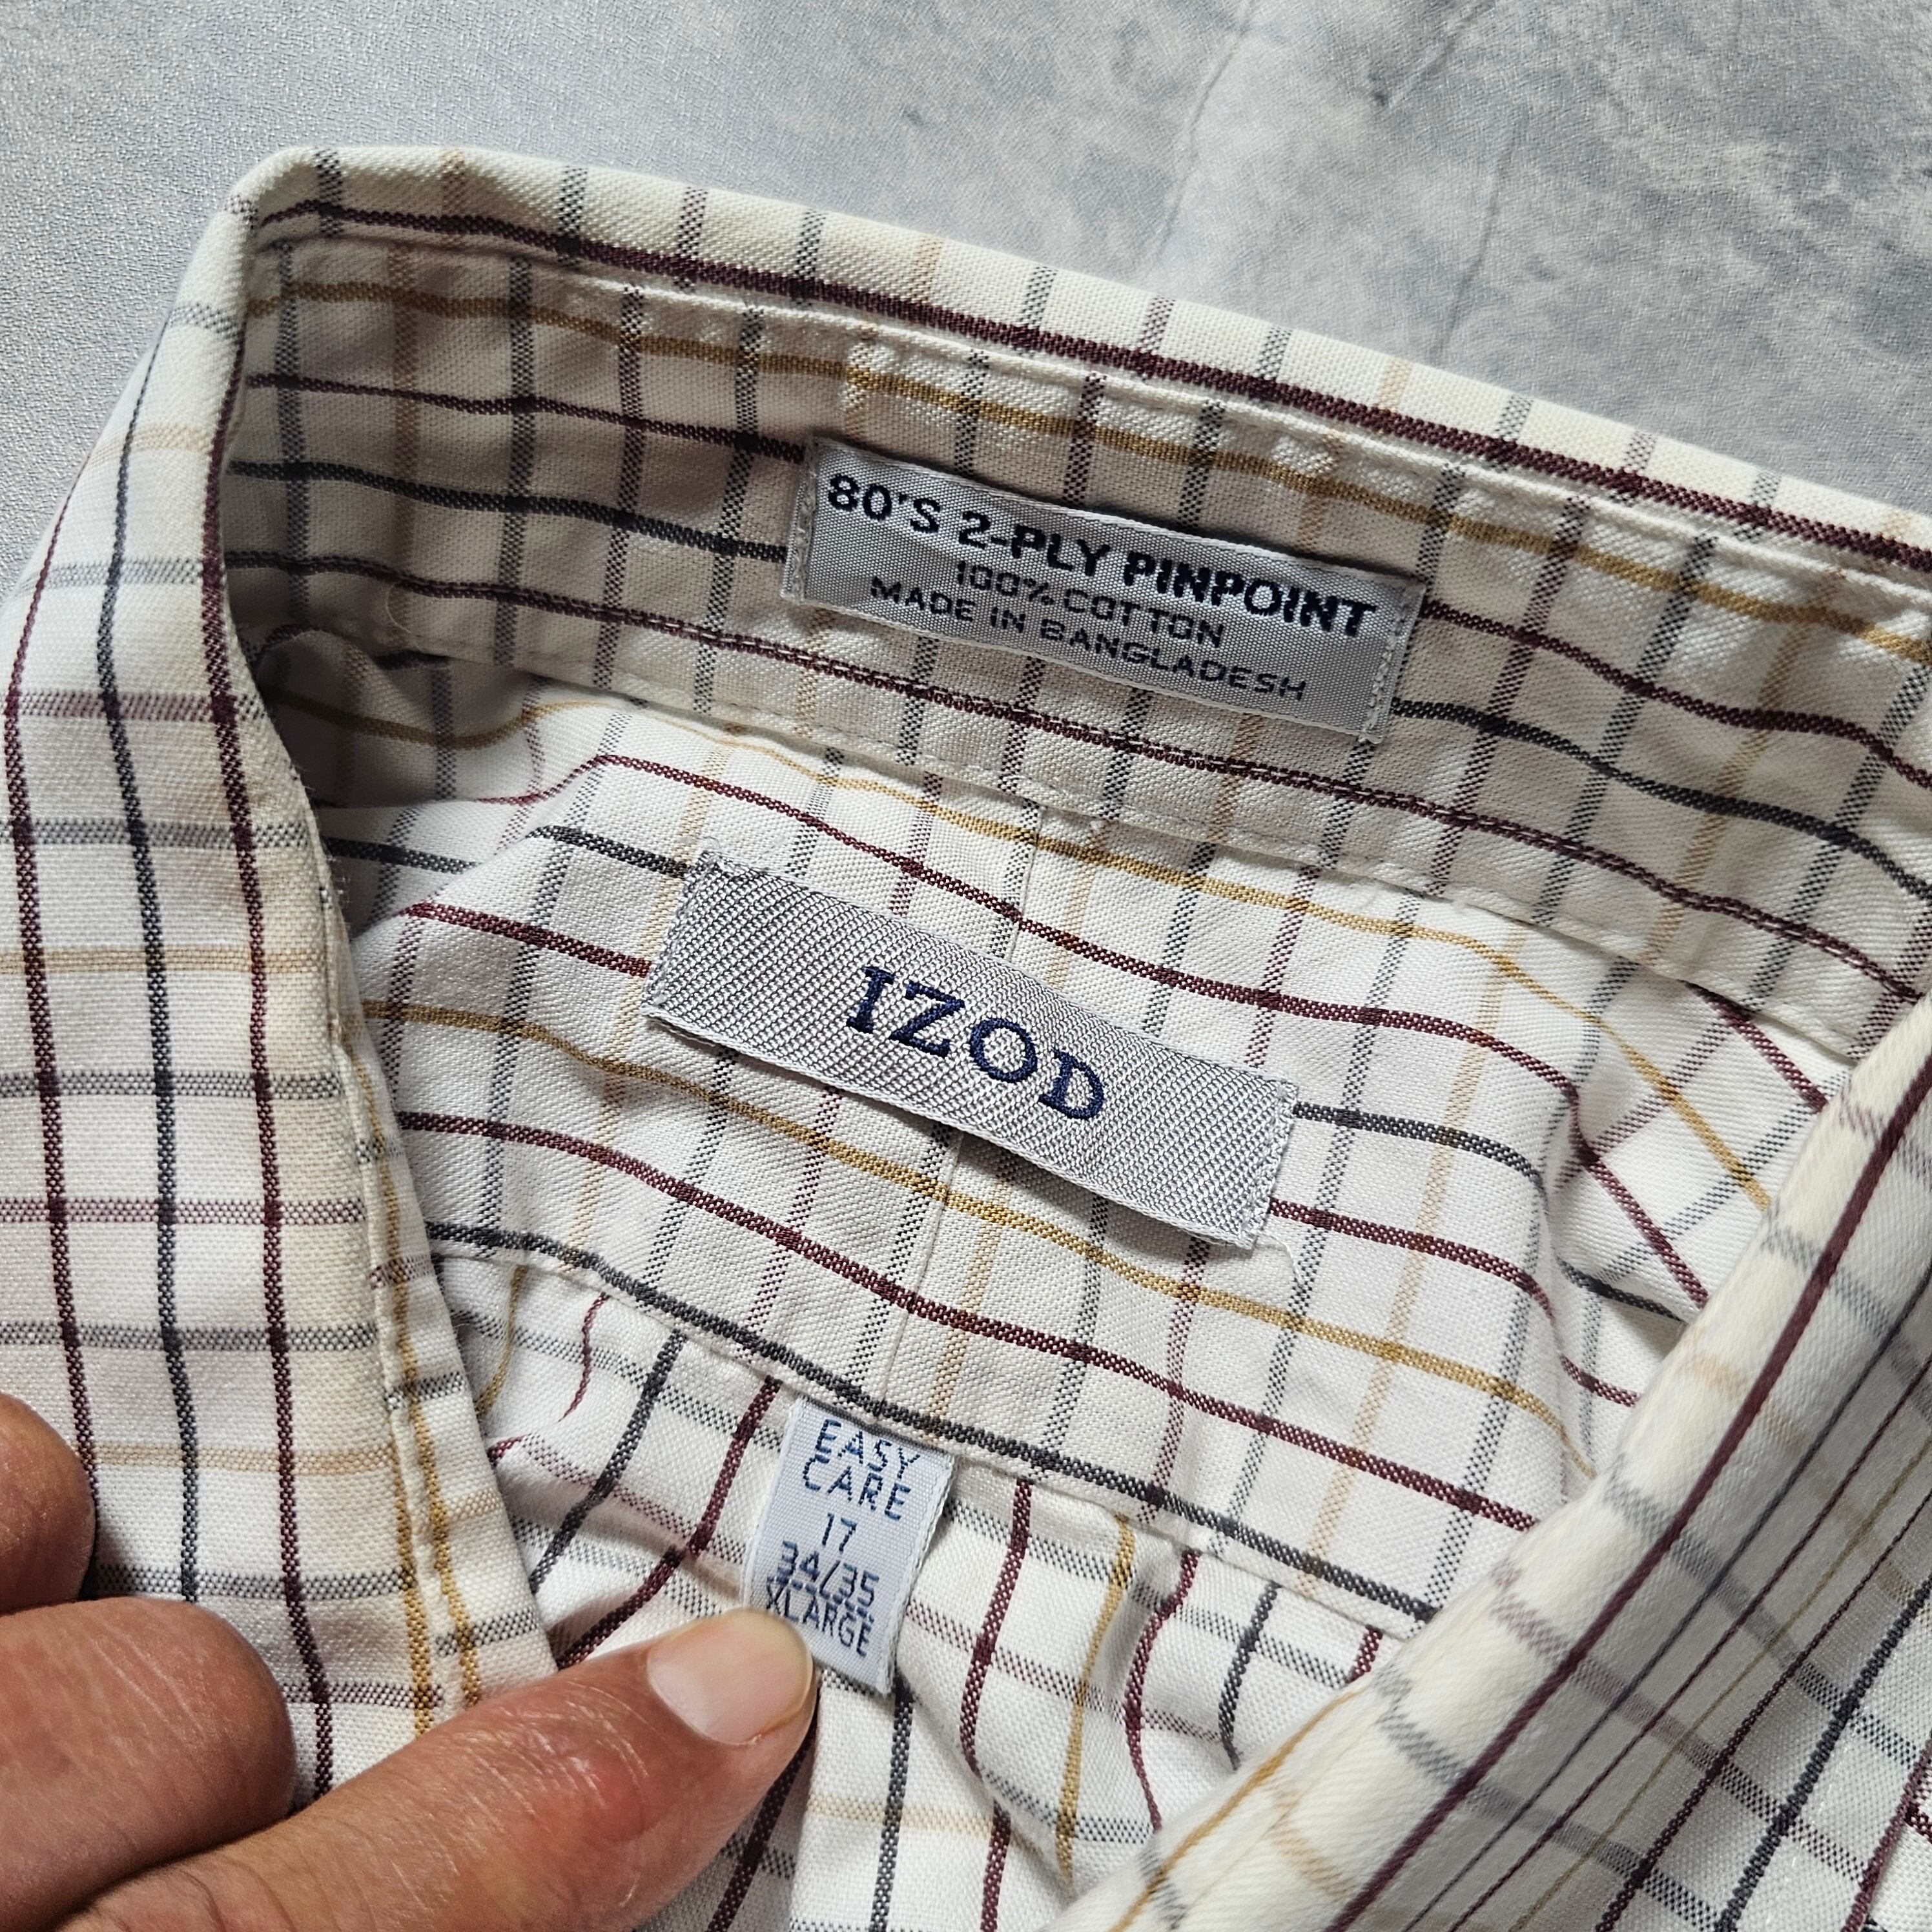 80'S 2-PLY PINPOINT
100% COTTON
MADE IN BANGLADESH
IZOD
EASY
CARE
17
34/35
XLARGE